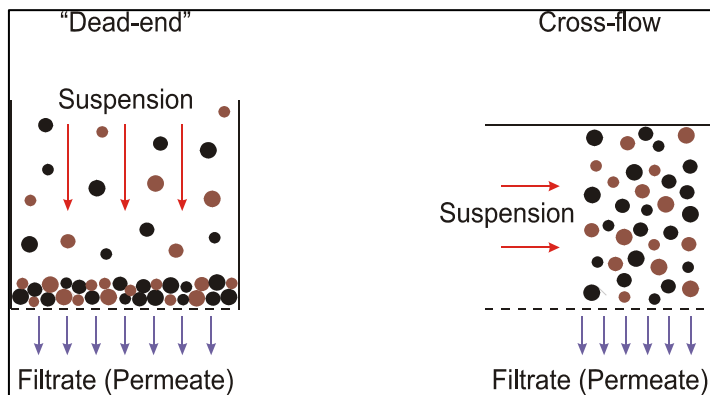 “Dead-end”
Cross-flow
Suspension
Suspension
Filtrate (Permeate)
Filtrate (Permeate)